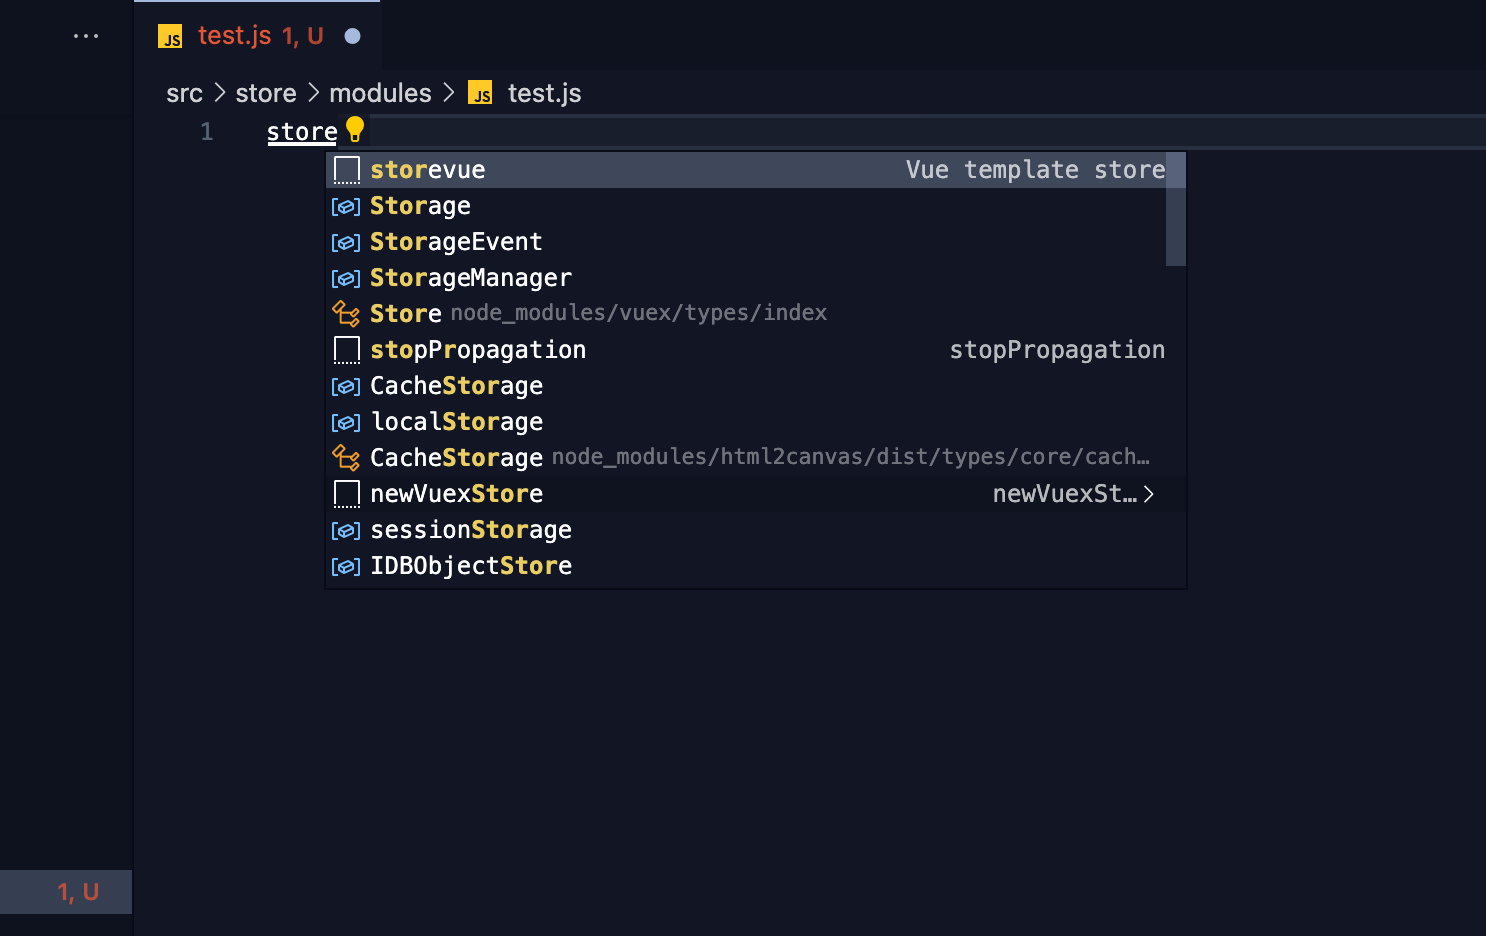 ···
JS test.js 1, U
src > store > modules > JS test.js
1 store
storevue Vue template store
Storage
StorageEvent
StorageManager
Store node_modules/vuex/types/index
stopPropagation stopPropagation
CacheStorage
localStorage
CacheStorage node_modules/html2canvas/dist/types/core/cach…
newVuexStore newVuexSt…>
sessionStorage
IDBObjectStore
1, U